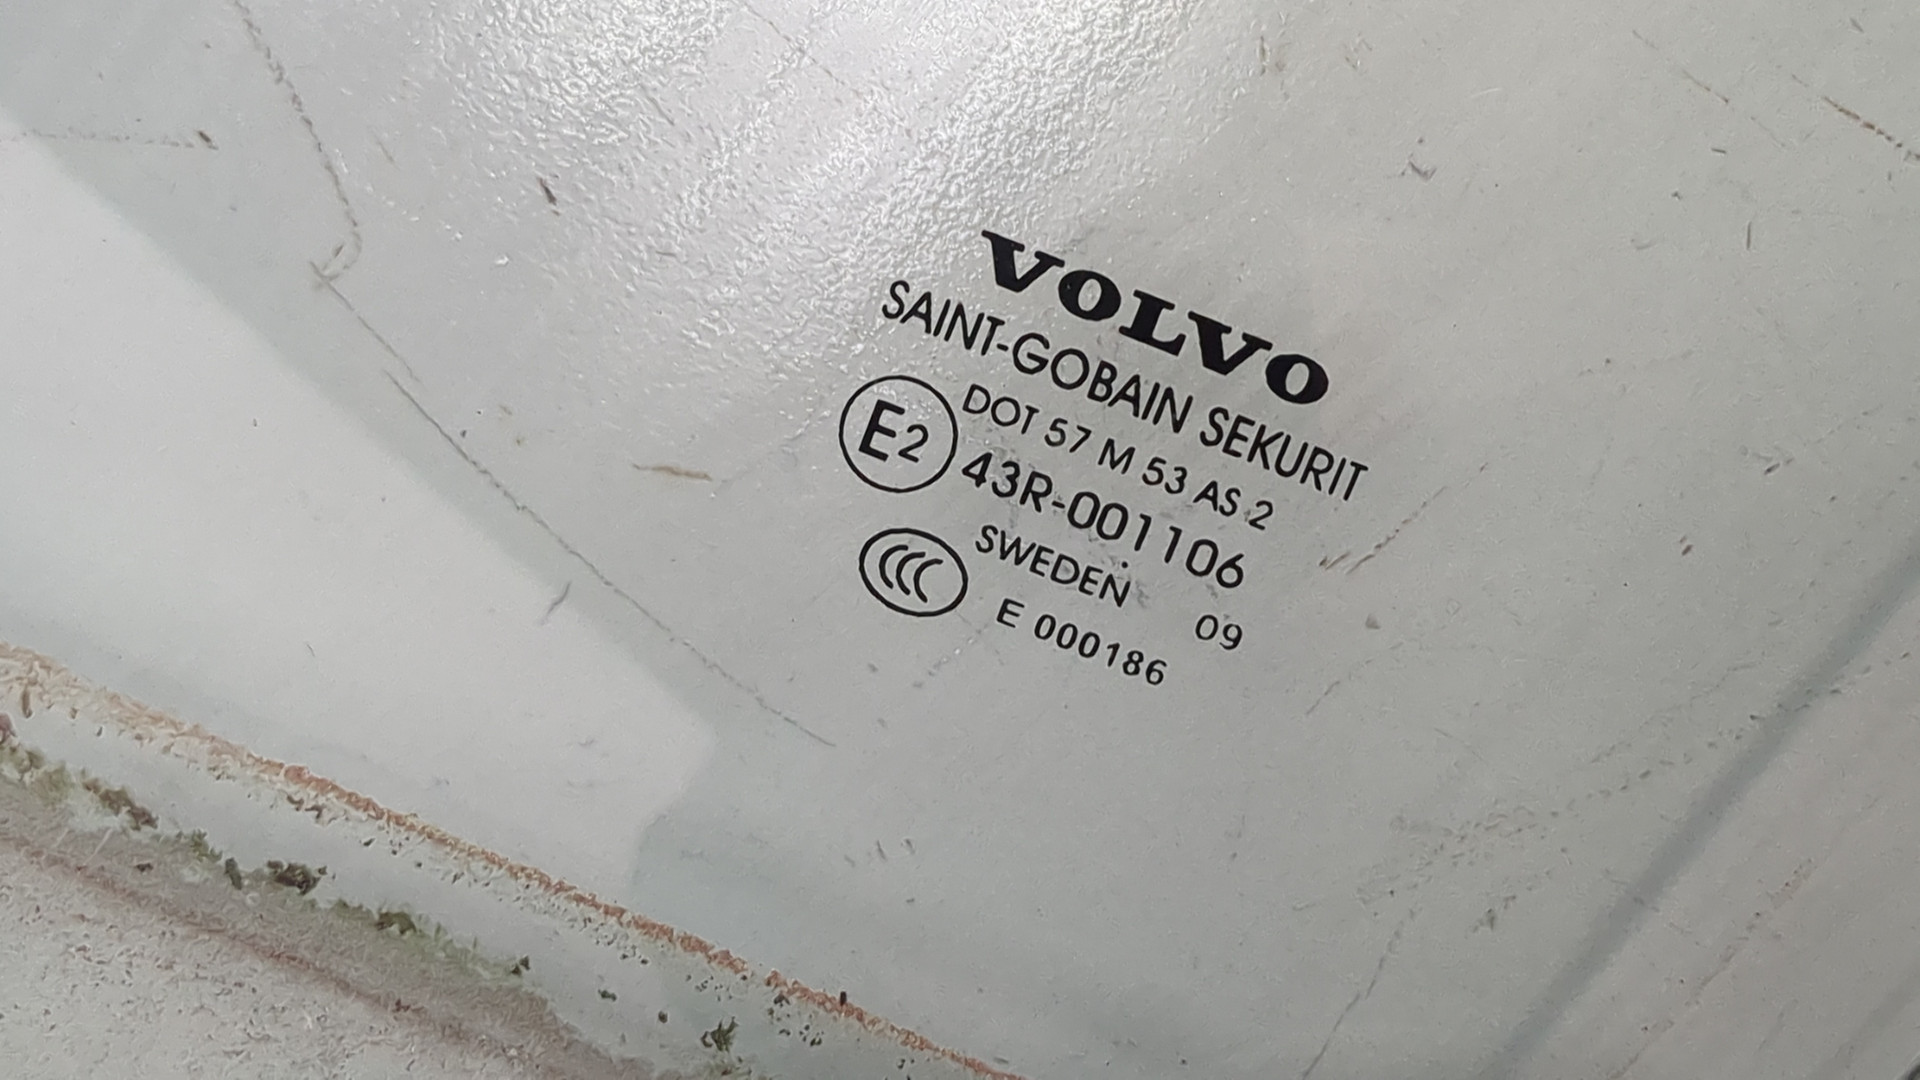 VOLVO
SAINT-GOBAIN SEKURIT
E2 DOT 57 M 53 AS 2
43R-001106
CCC SWEDEN 09
E 000186